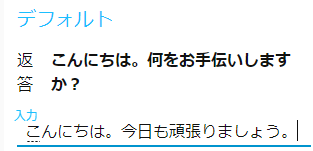 デフォルト
返答 こんにちは。何をお手伝いします
か？
入力
こんにちは。今日も頑張りましょう。